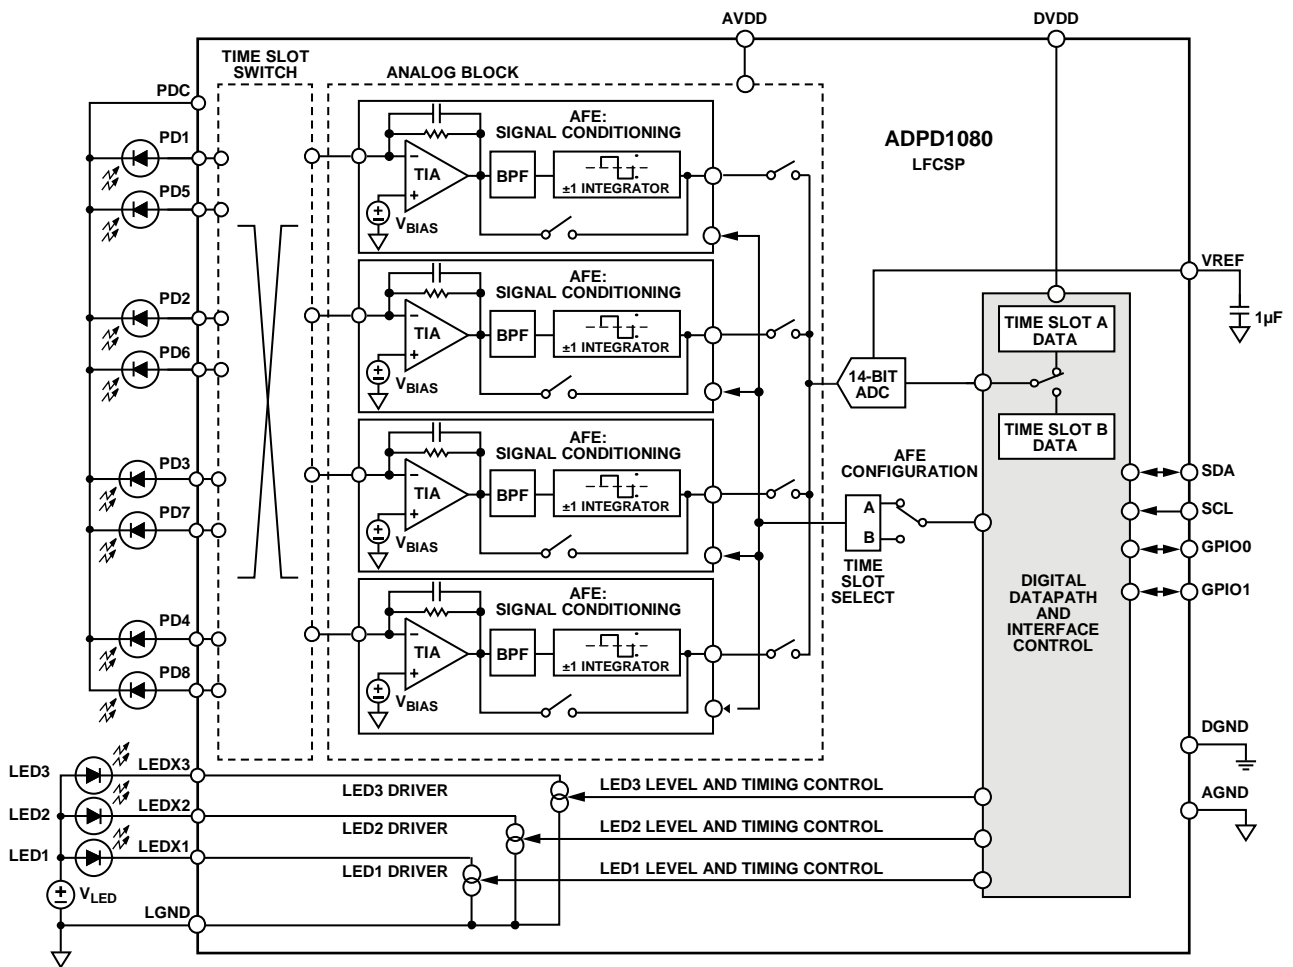 AVDD
DVDD
TIME SLOT
SWITCH
ANALOG BLOCK
PDC
PD1
PD5
PD2
PD6
PD3
PD7
PD4
PD8
AFE:
SIGNAL CONDITIONING
TIA
BPF
±1 INTEGRATOR
VBIAS
AFE:
SIGNAL CONDITIONING
TIA
BPF
±1 INTEGRATOR
VBIAS
AFE:
SIGNAL CONDITIONING
TIA
BPF
±1 INTEGRATOR
VBIAS
AFE:
SIGNAL CONDITIONING
TIA
BPF
±1 INTEGRATOR
VBIAS
ADPD1080
LFCSP
VREF
1µF
TIME SLOT A
DATA
14-BIT
ADC
TIME SLOT B
DATA
AFE
CONFIGURATION
A
B
TIME
SLOT
SELECT
SDA
SCL
GPIO0
GPIO1
DIGITAL
DATAPATH
AND
INTERFACE
CONTROL
DGND
AGND
LED3
LEDX3
LED3 DRIVER
LED3 LEVEL AND TIMING CONTROL
LED2
LEDX2
LED2 DRIVER
LED2 LEVEL AND TIMING CONTROL
LED1
LEDX1
LED1 DRIVER
LED1 LEVEL AND TIMING CONTROL
VLED
LGND